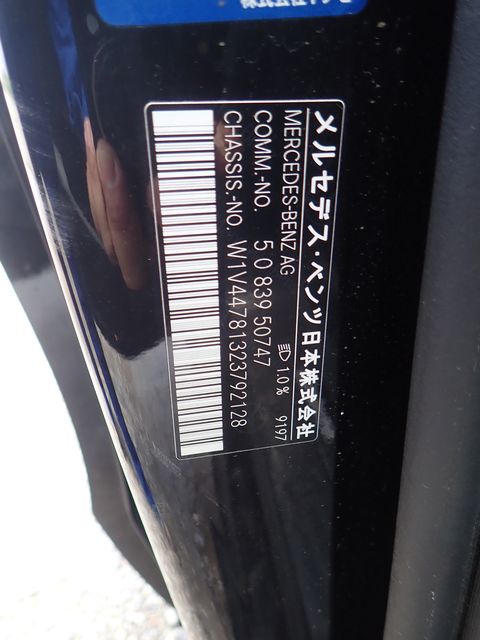 メルセデス・ベンツ日本株式会社
MERCEDES-BENZ AG 1.0% 9197
COMM.-NO. 5 0 839 50747
CHASSIS.-NO. W1V44781323792128